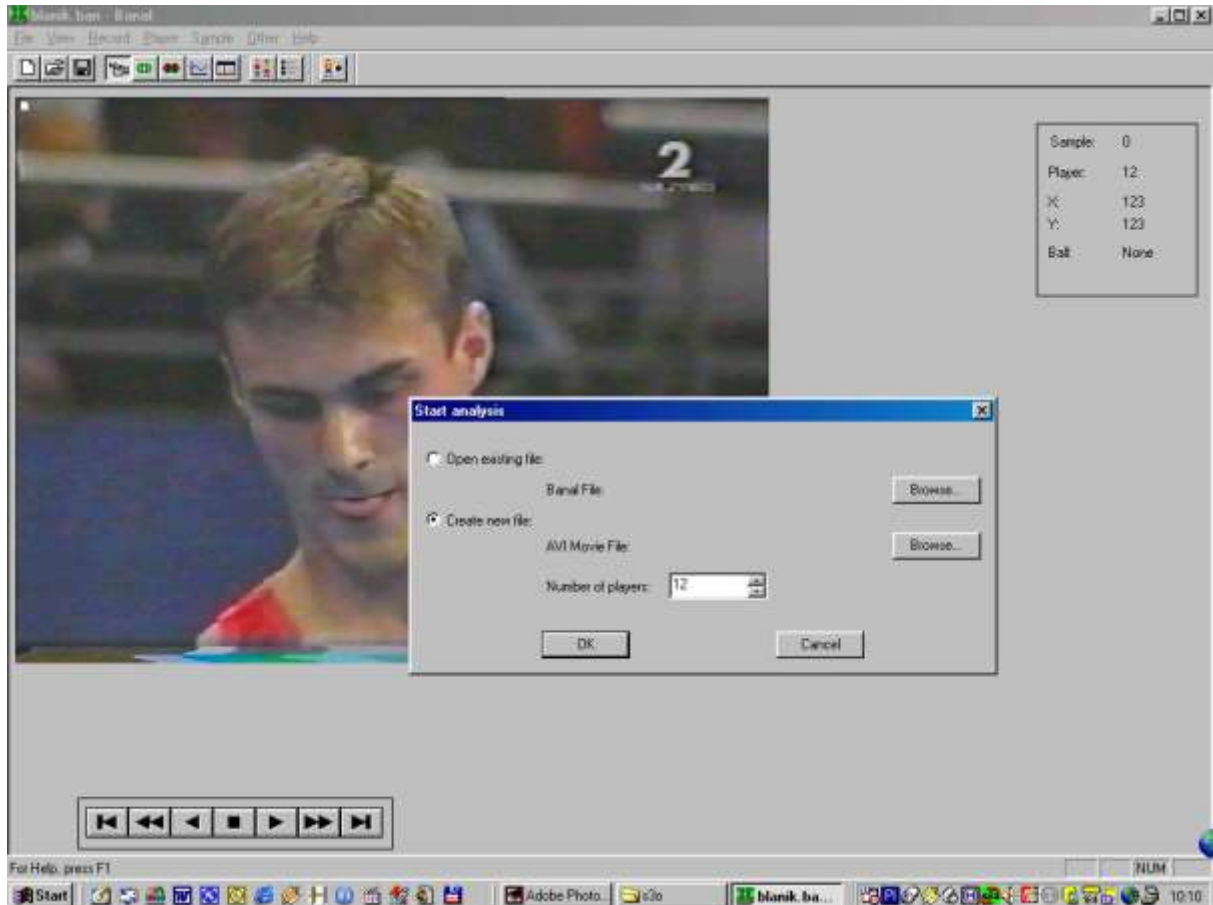 blanik.ban - Banal
File View Record Player Sample Other Help
2
Sample: 0
Player: 12
X: 123
Y: 123
Ball: None
Start analysis
Open existing file:
Banal File: Browse...
Create new file:
AVI Movie File: Browse...
Number of players: 12
OK Cancel
For Help, press F1
NUM
Start Adobe Photo... blanik.ba... 10:10